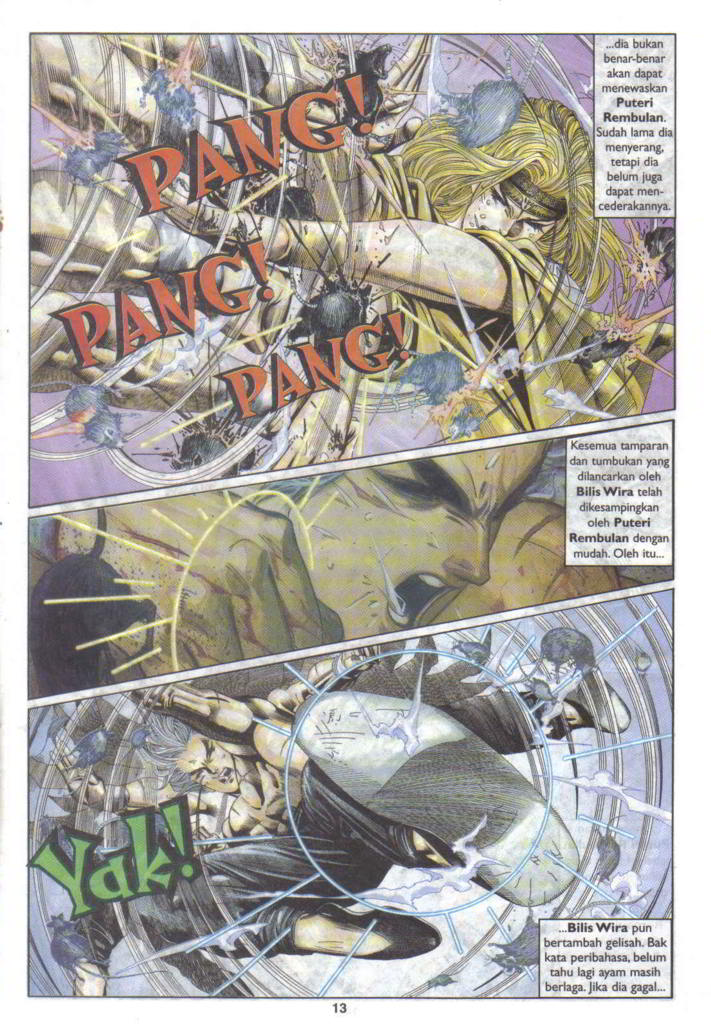 ...dia bukan
benar-benar
akan dapat
menewaskan
Puteri
Rembulan.
Sudah lama dia
menyerang,
tetapi dia
belum juga
dapat men-
cederakannya.
PANG!
PANG!
PANG!
Kesemua tamparan
dan tumbukan yang
dilancarkan oleh
Bilis Wira telah
dikesampingkan
oleh Puteri
Rembulan dengan
mudah. Oleh itu...
Yak!
...Bilis Wira pun
bertambah gelisah. Bak
kata peribahasa, belum
tahu lagi ayam masih
berlaga. Jika dia gagal...
13